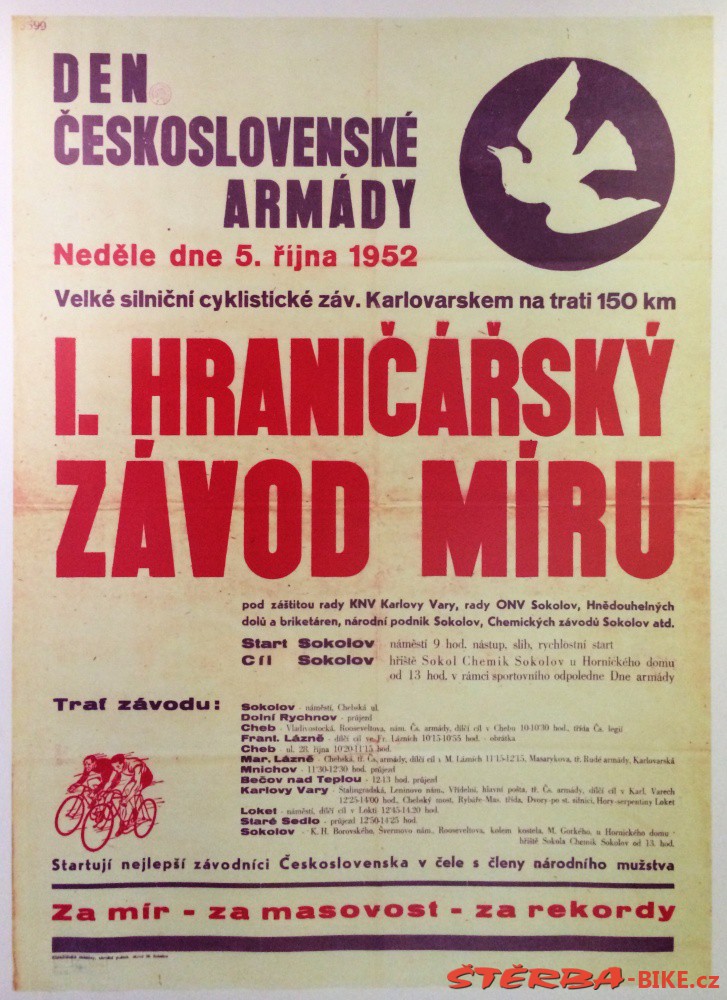 DEN
ČESKOSLOVENSKÉ
ARMÁDY
Neděle dne 5. října 1952
Velké silniční cyklistické záv. Karlovarskem na trati 150 km
I. HRANIČÁŘSKÝ
ZÁVOD MÍRU
pod záštitou rady KNV Karlovy Vary, rady ONV Sokolov, Hnědouhelných
dolů a briketáren, národní podnik Sokolov, Chemických závodů Sokolov atd.
Start Sokolov náměstí 9 hod. nástup, slib, rychlostní start
Cíl Sokolov hřiště Sokol Chemik Sokolov u Hornického domu
od 13 hod. v rámci sportovního odpoledne Dne armády
Trať závodu:
Sokolov - náměstí, Chebská ul.
Dolní Rychnov - průjezd
Cheb - Vladivostocká, Rooseveltova, nám. Čs. armády, dílčí cíl v Chebu 10·10·30 hod., třída Čs. legií
Frant. Lázně - dílčí cíl ve Fr. Lázních 10·15-10·55 hod. - obrátka
Cheb - ul. 28. října 10·20-11·15 hod.
Mar. Lázně - Chebská, tř. Čs. armády, dílčí cíl v M. Lázních 11·15-12·15, Masarykova, tř. Rudé armády, Karlovarská
Mnichov - 11·30-12·30 hod. průjezd
Bečov nad Teplou - 12-13 hod. průjezd
Karlovy Vary - Stalingradská, Leninovo nám., Vřídelní, hlavní pošta, tř. Čs. armády, dílčí cíl v Karl. Varech
12·25-14·00 hod., Chebský most, Rybáře-Mas. třída, Dvory-po st. silnici, Hory-serpentiny Loket
Loket - náměstí, dílčí cíl v Lokti 12·45-14.20 hod.
Staré Sedlo - průjezd 12·50-14·25 hod.
Sokolov - K. H. Borovského, Švermovo nám., Rooseveltova, kolem kostela, M. Gorkého, u Hornického domu -
hřiště Sokola Chemik Sokolov od 13 hod.
Startují nejlepší závodníci Československa v čele s členy národního mužstva
Za mír - za masovost - za rekordy
ŠTĚRBA-BIKE.cz